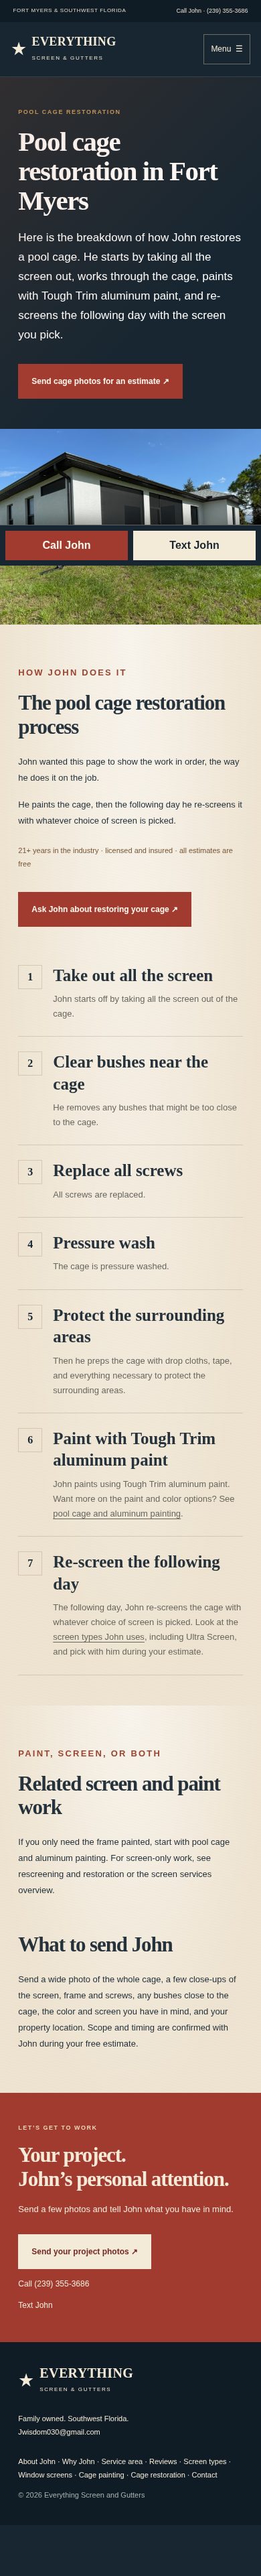 FORT MYERS & SOUTHWEST FLORIDA
Call John · (239) 355-3686
EVERYTHING
SCREEN & GUTTERS
Menu
POOL CAGE RESTORATION
Pool cage
restoration in Fort
Myers
Here is the breakdown of how John restores
a pool cage. He starts by taking all the
screen out, works through the cage, paints
with Tough Trim aluminum paint, and re-
screens the following day with the screen
you pick.
Send cage photos for an estimate ↗
Call John
Text John
HOW JOHN DOES IT
The pool cage restoration
process
John wanted this page to show the work in order, the way
he does it on the job.
He paints the cage, then the following day he re-screens it
with whatever choice of screen is picked.
21+ years in the industry · licensed and insured · all estimates are
free
Ask John about restoring your cage ↗
1
Take out all the screen
John starts off by taking all the screen out of the
cage.
2
Clear bushes near the
cage
He removes any bushes that might be too close
to the cage.
3
Replace all screws
All screws are replaced.
4
Pressure wash
The cage is pressure washed.
5
Protect the surrounding
areas
Then he preps the cage with drop cloths, tape,
and everything necessary to protect the
surrounding areas.
6
Paint with Tough Trim
aluminum paint
John paints using Tough Trim aluminum paint.
Want more on the paint and color options? See
pool cage and aluminum painting.
7
Re-screen the following
day
The following day, John re-screens the cage with
whatever choice of screen is picked. Look at the
screen types John uses, including Ultra Screen,
and pick with him during your estimate.
PAINT, SCREEN, OR BOTH
Related screen and paint
work
If you only need the frame painted, start with pool cage
and aluminum painting. For screen-only work, see
rescreening and restoration or the screen services
overview.
What to send John
Send a wide photo of the whole cage, a few close-ups of
the screen, frame and screws, any bushes close to the
cage, the color and screen you have in mind, and your
property location. Scope and timing are confirmed with
John during your free estimate.
LET'S GET TO WORK
Your project.
John's personal attention.
Send a few photos and tell John what you have in mind.
Send your project photos ↗
Call (239) 355-3686
Text John
EVERYTHING
SCREEN & GUTTERS
Family owned. Southwest Florida.
Jwisdom030@gmail.com
About John · Why John · Service area · Reviews · Screen types ·
Window screens · Cage painting · Cage restoration · Contact
© 2026 Everything Screen and Gutters